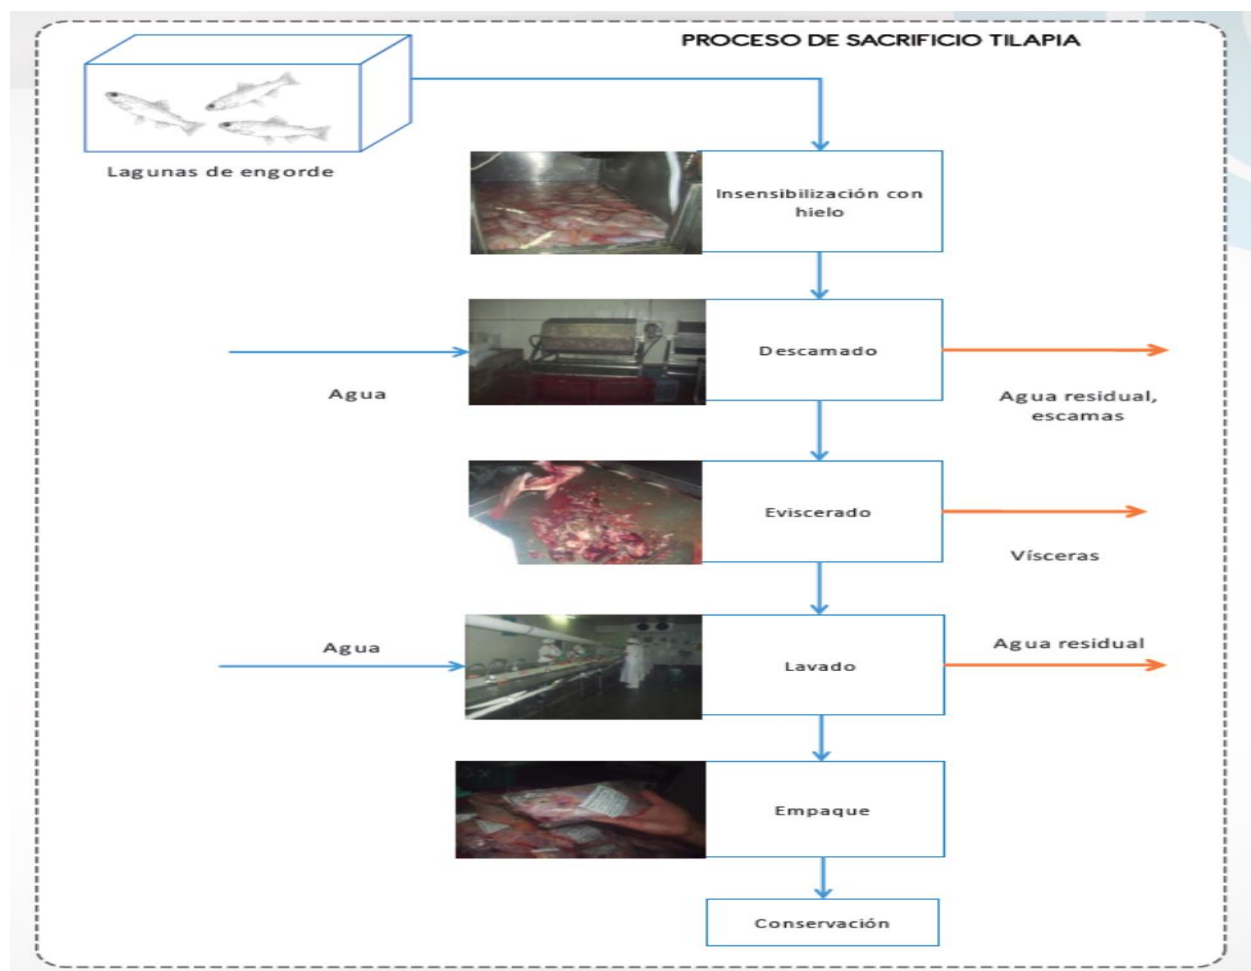 PROCESO DE SACRIFICIO TILAPIA
Lagunas de engorde
Insensibilización con
hielo
Agua
Descamado
Agua residual,
escamas
Eviscerado
Vísceras
Agua
Lavado
Agua residual
Empaque
Conservación